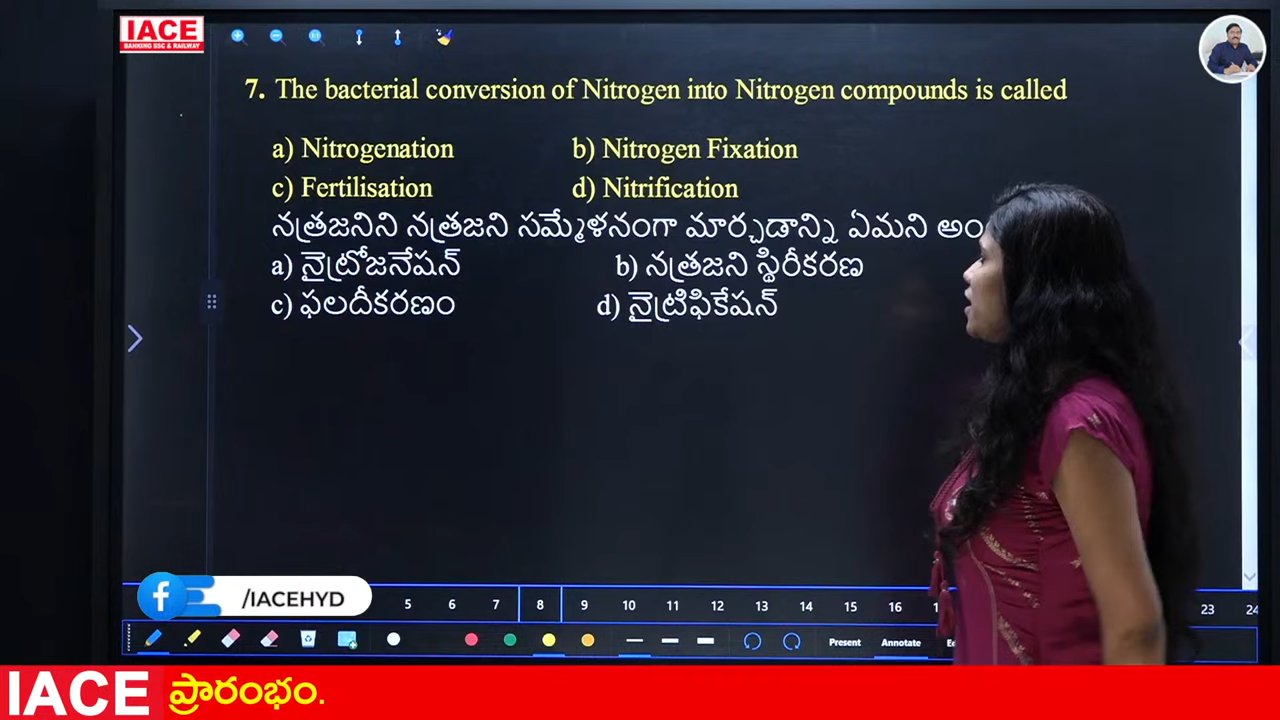 IACE
BANKING SSC & RAILWAY
7. The bacterial conversion of Nitrogen into Nitrogen compounds is called
a) Nitrogenation b) Nitrogen Fixation
c) Fertilisation d) Nitrification
నత్రజనిని నత్రజని సమ్మేళనంగా మార్చడాన్ని ఏమని అం
a) నైట్రోజనేషన్ b) నత్రజని స్థిరీకరణ
c) ఫలదీకరణం d) నైట్రిఫికేషన్
f /IACEHYD
5 6 7 8 9 10 11 12 13 14 15 16 23 24
Present Annotate
IACE ప్రారంభం.